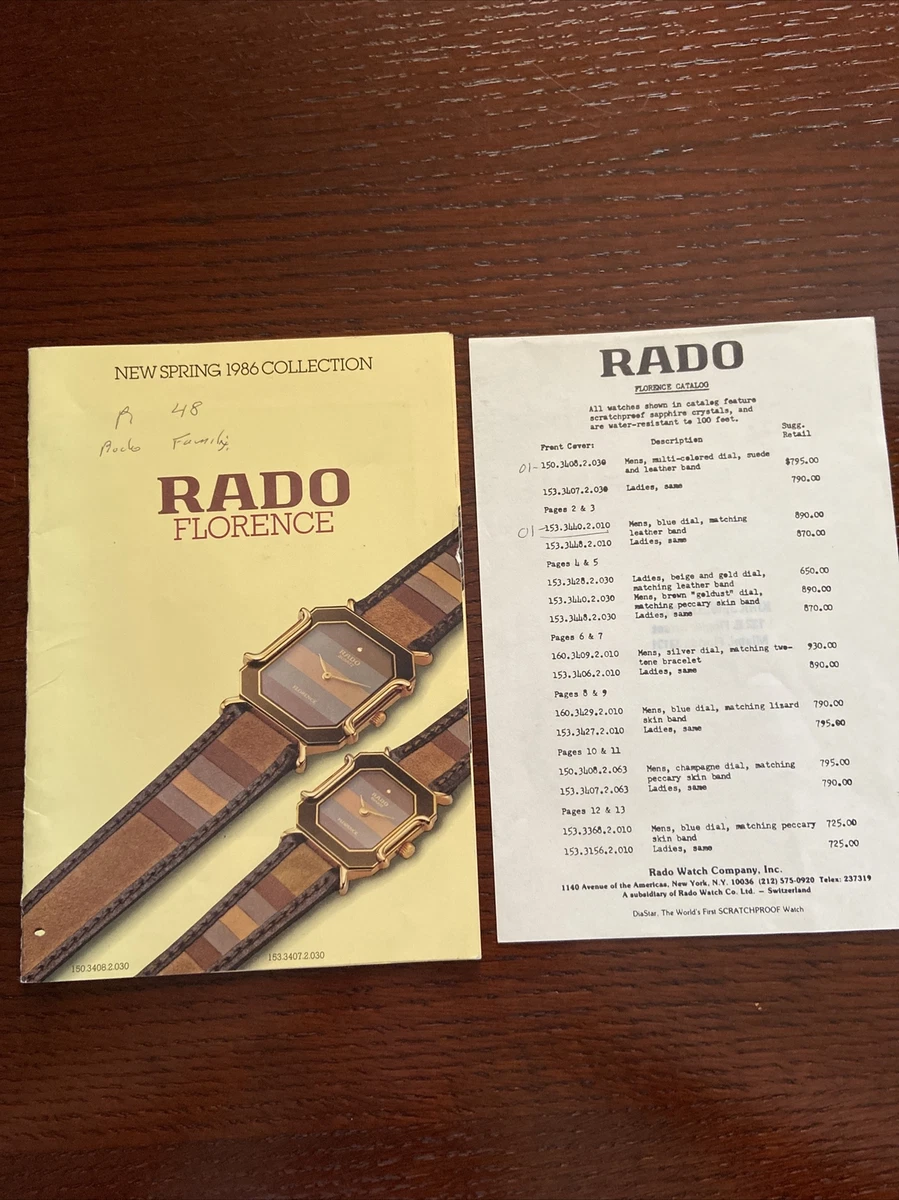 NEW SPRING 1986 COLLECTION
R 48
Rado Family
RADO
FLORENCE
RADO
FLORENCE
RADO
FLORENCE
150.3408.2.030
153.3407.2.030
RADO
FLORENCE CATALOG
All watches shown in catalog feature
scratchproof sapphire crystals, and
are water-resistant to 100 feet.
Front Cover: Description Sugg. Retail
01- 150.3408.2.030 Mens, multi-colored dial, suede $795.00
and leather band
153.3407.2.030 Ladies, same 790.00
Pages 2 & 3
01- 153.3440.2.010 Mens, blue dial, matching 890.00
leather band
153.3448.2.010 Ladies, same 870.00
Pages 4 & 5
153.3428.2.030 Ladies, beige and gold dial, 650.00
matching leather band
153.3440.2.030 Mens, brown "goldust" dial, 890.00
matching peccary skin band
153.3448.2.030 Ladies, same 870.00
Pages 6 & 7
160.3409.2.010 Mens, silver dial, matching two- 930.00
tone bracelet
153.3406.2.010 Ladies, same 890.00
Pages 8 & 9
160.3429.2.010 Mens, blue dial, matching lizard 790.00
skin band
153.3427.2.010 Ladies, same 795.00
Pages 10 & 11
150.3408.2.063 Mens, champagne dial, matching 795.00
peccary skin band
153.3407.2.063 Ladies, same 790.00
Pages 12 & 13
153.3368.2.010 Mens, blue dial, matching peccary 725.00
skin band
153.3156.2.010 Ladies, same 725.00
Rado Watch Company, Inc.
1140 Avenue of the Americas, New York, N.Y. 10036 (212) 575-0920 Telex: 237319
A subsidiary of Rado Watch Co. Ltd. – Switzerland
DiaStar, The World's First SCRATCHPROOF Watch